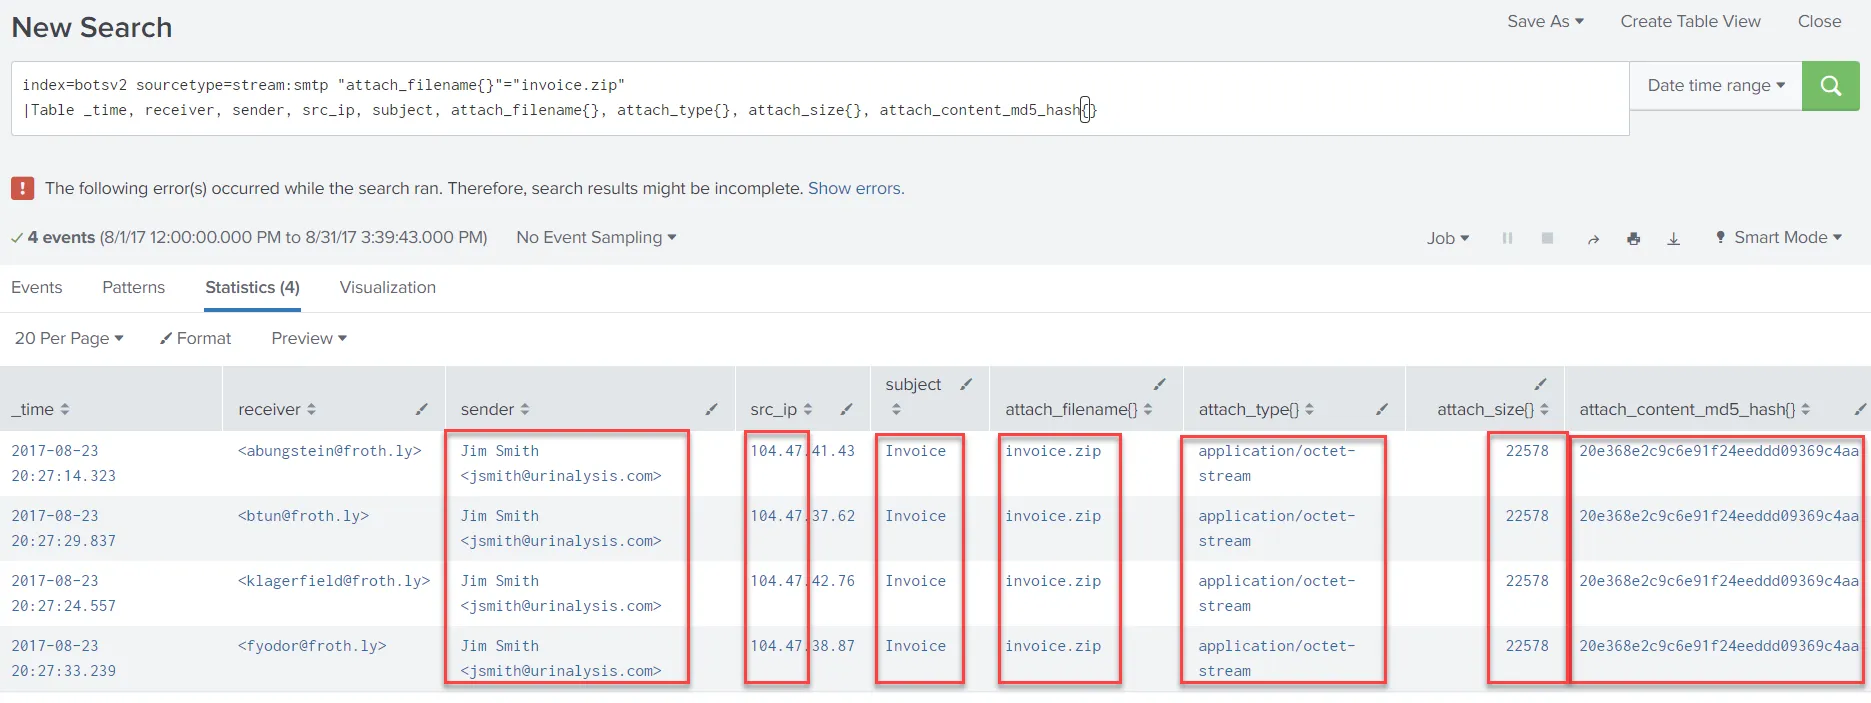 New Search
Save As Create Table View Close
index=botsv2 sourcetype=stream:smtp "attach_filename{}"="invoice.zip"
|Table _time, receiver, sender, src_ip, subject, attach_filename{}, attach_type{}, attach_size{}, attach_content_md5_hash{}
Date time range
The following error(s) occurred while the search ran. Therefore, search results might be incomplete. Show errors.
4 events (8/1/17 12:00:00.000 PM to 8/31/17 3:39:43.000 PM) No Event Sampling
Job Smart Mode
Events Patterns Statistics (4) Visualization
20 Per Page Format Preview
_time receiver sender src_ip subject attach_filename{} attach_type{} attach_size{} attach_content_md5_hash{}
2017-08-23 <abungstein@froth.ly> Jim Smith 104.47.41.43 Invoice invoice.zip application/octet- 22578 20e368e2c9c6e91f24eeddd09369c4aa
20:27:14.323 <jsmith@urinalysis.com> stream
2017-08-23 <btun@froth.ly> Jim Smith 104.47.37.62 Invoice invoice.zip application/octet- 22578 20e368e2c9c6e91f24eeddd09369c4aa
20:27:29.837 <jsmith@urinalysis.com> stream
2017-08-23 <klagerfield@froth.ly> Jim Smith 104.47.42.76 Invoice invoice.zip application/octet- 22578 20e368e2c9c6e91f24eeddd09369c4aa
20:27:24.557 <jsmith@urinalysis.com> stream
2017-08-23 <fyodor@froth.ly> Jim Smith 104.47.38.87 Invoice invoice.zip application/octet- 22578 20e368e2c9c6e91f24eeddd09369c4aa
20:27:33.239 <jsmith@urinalysis.com> stream